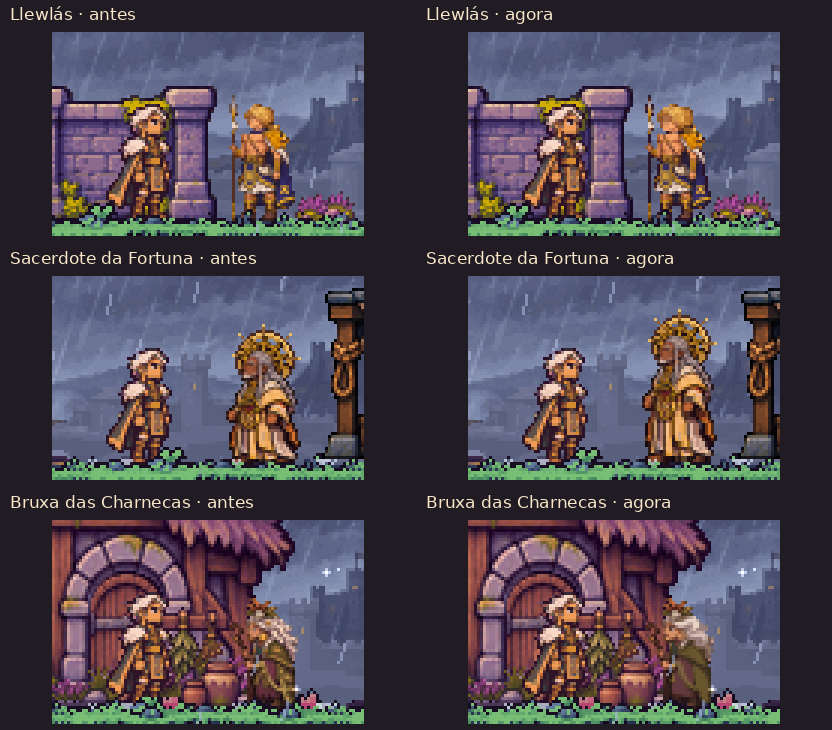 Llewlás · antes
Llewlás · agora
Sacerdote da Fortuna · antes
Sacerdote da Fortuna · agora
Bruxa das Charnecas · antes
Bruxa das Charnecas · agora